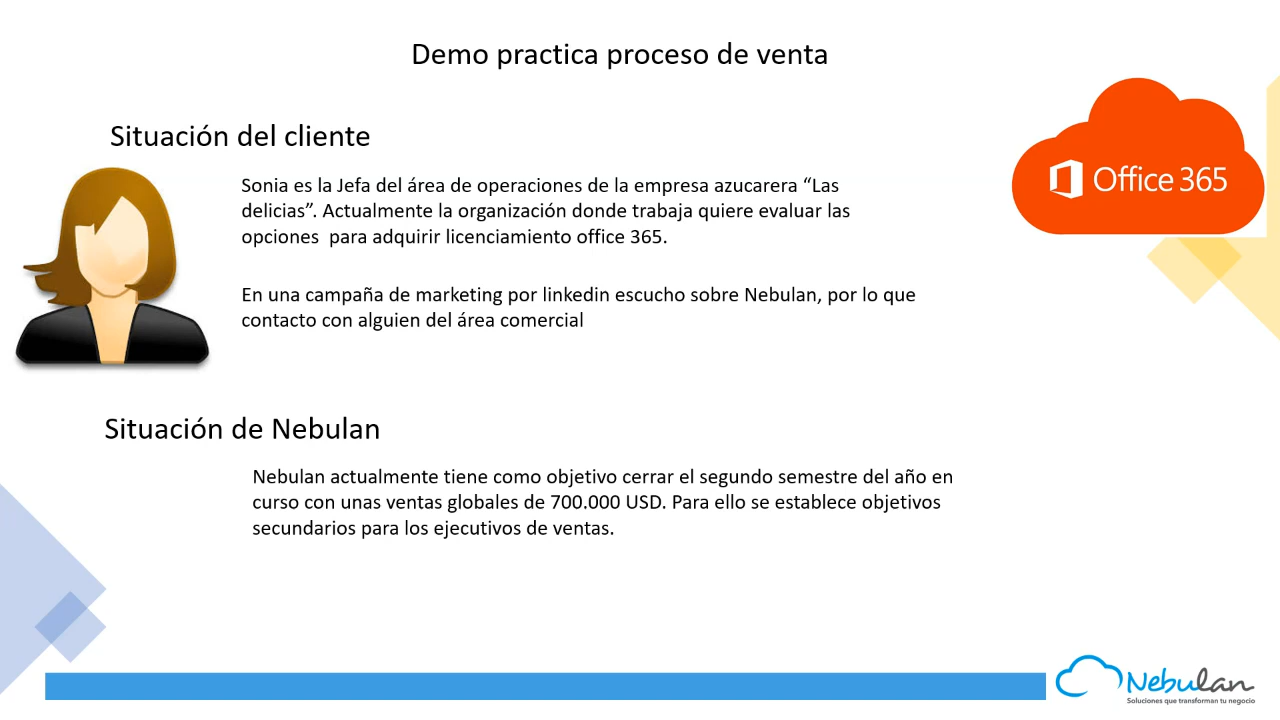 Demo practica proceso de venta
Situación del cliente
Sonia es la Jefa del área de operaciones de la empresa azucarera “Las
delicias”. Actualmente la organización donde trabaja quiere evaluar las
opciones  para adquirir licenciamiento office 365.
Office 365
En una campaña de marketing por linkedin escucho sobre Nebulan, por lo que
contacto con alguien del área comercial
Situación de Nebulan
Nebulan actualmente tiene como objetivo cerrar el segundo semestre del año en
curso con unas ventas globales de 700.000 USD. Para ello se establece objetivos
secundarios para los ejecutivos de ventas.
Nebulan
Soluciones que transforman tu negocio